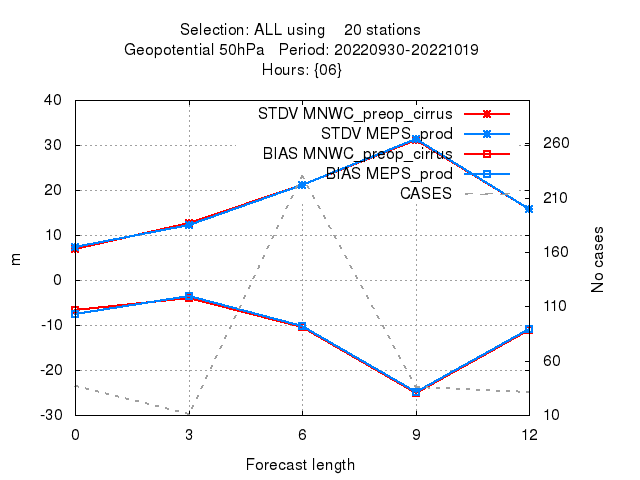 Selection: ALL using    20 stations
Geopotential 50hPa   Period: 20220930-20221019
Hours: {06}
STDV MNWC_preop_cirrus
STDV MEPS_prod
BIAS MNWC_preop_cirrus
BIAS MEPS_prod
CASES
40
30
20
10
0
-10
-20
-30
m
260
210
160
110
60
10
No cases
0 3 6 9 12
Forecast length